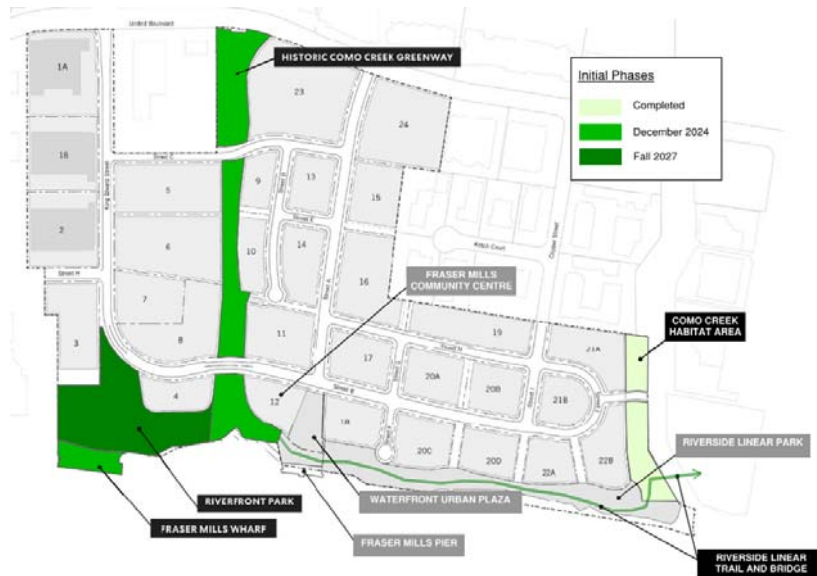 United Boulevard
HISTORIC COMO CREEK GREENWAY
Initial Phases
Completed
December 2024
Fall 2027
1A
1B
2
King Edward Street
Street C
23
24
5
9
13
15
Street E
6
10
14
16
Kebet Court
Clipper Street
Street H
FRASER MILLS
COMMUNITY CENTRE
7
Street A
COMO CREEK
HABITAT AREA
3
8
11
19
Street N
21A
17
20A
20B
21B
4
12
Street B
18
RIVERSIDE LINEAR PARK
20C
20D
22A
22B
RIVERFRONT PARK
WATERFRONT URBAN PLAZA
FRASER MILLS WHARF
FRASER MILLS PIER
RIVERSIDE LINEAR
TRAIL AND BRIDGE